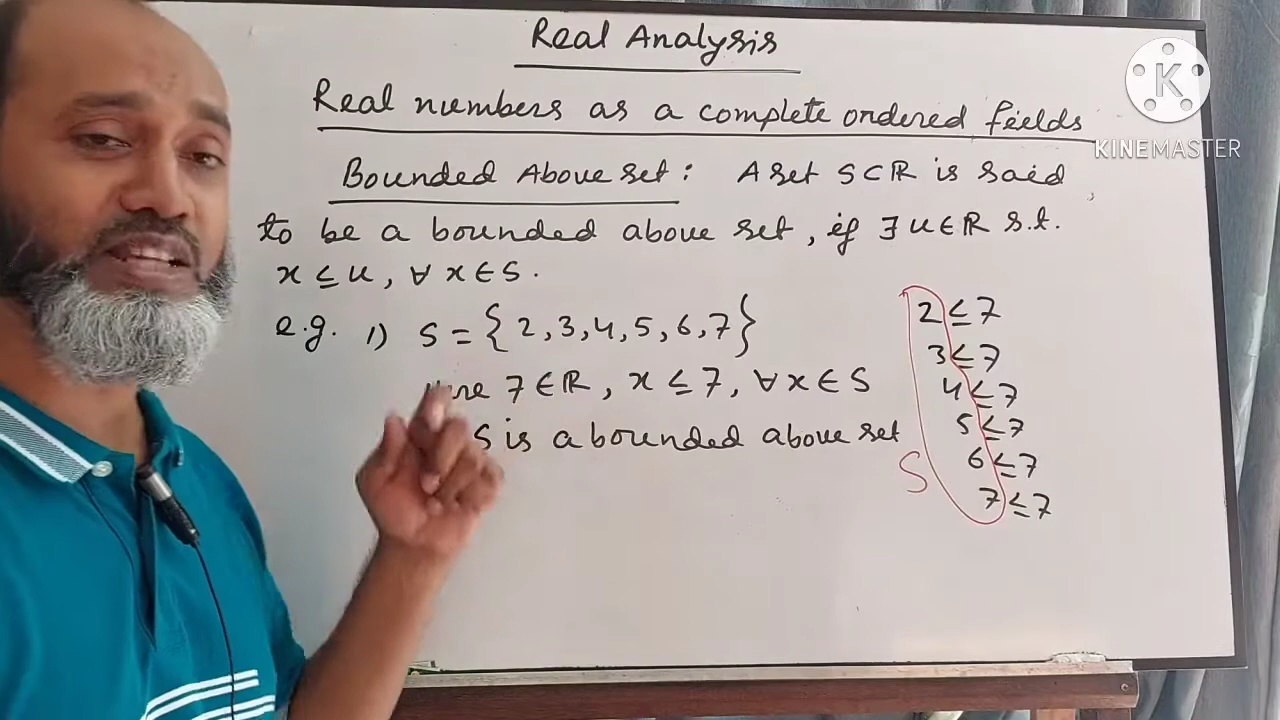 Real Analysis
Real numbers as a complete ordered fields
Bounded Above set : A set S⊂ℝ is said
to be a bounded above set, if ∃ u∈ℝ s.t.
x ≤ u, ∀ x∈S.
e.g. 1) S = {2,3,4,5,6,7}
7∈ℝ, x ≤ 7, ∀x∈S
S is a bounded above set
2 ≤ 7
3 ≤ 7
4 ≤ 7
5 ≤ 7
6 ≤ 7
7 ≤ 7
S
K
KINEMASTER